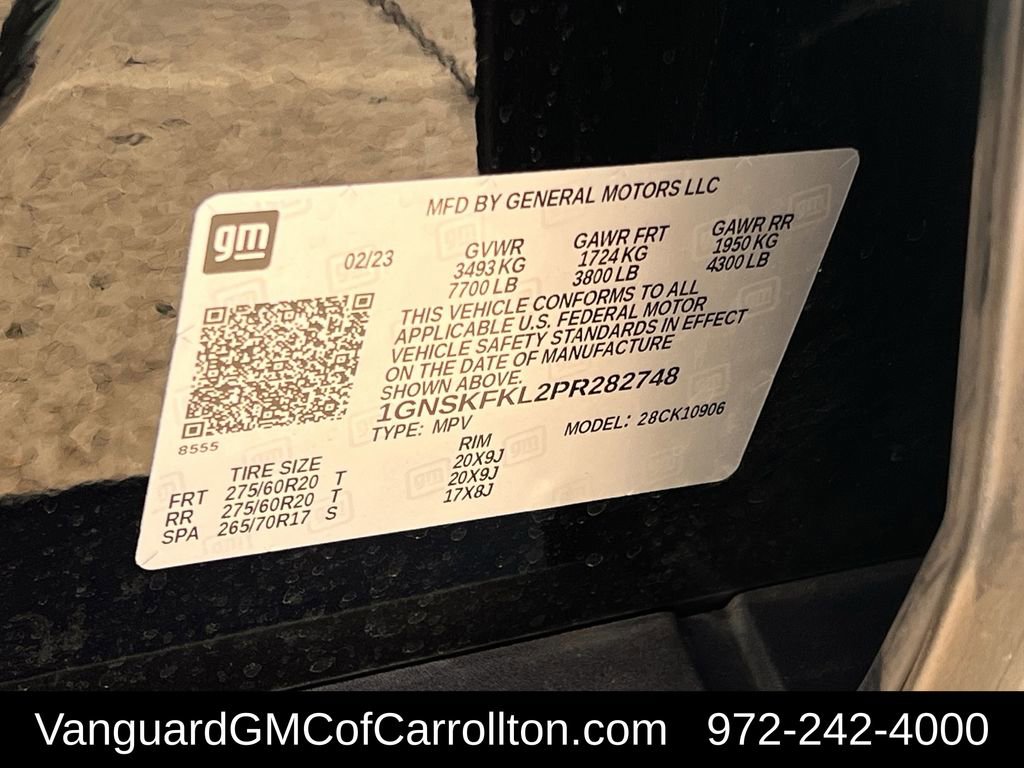 MFD BY GENERAL MOTORS LLC
gm
02/23 GVWR GAWR FRT GAWR RR
3493 KG 1724 KG 1950 KG
7700 LB 3800 LB 4300 LB
THIS VEHICLE CONFORMS TO ALL
APPLICABLE U.S. FEDERAL MOTOR
VEHICLE SAFETY STANDARDS IN EFFECT
ON THE DATE OF MANUFACTURE
SHOWN ABOVE.
1GNSKFKL2PR282748
8555
TYPE: MPV MODEL: 28CK10906
TIRE SIZE RIM
FRT 275/60R20 T 20X9J
RR 275/60R20 T 20X9J
SPA 265/70R17 S 17X8J
VanguardGMCofCarrollton.com 972-242-4000